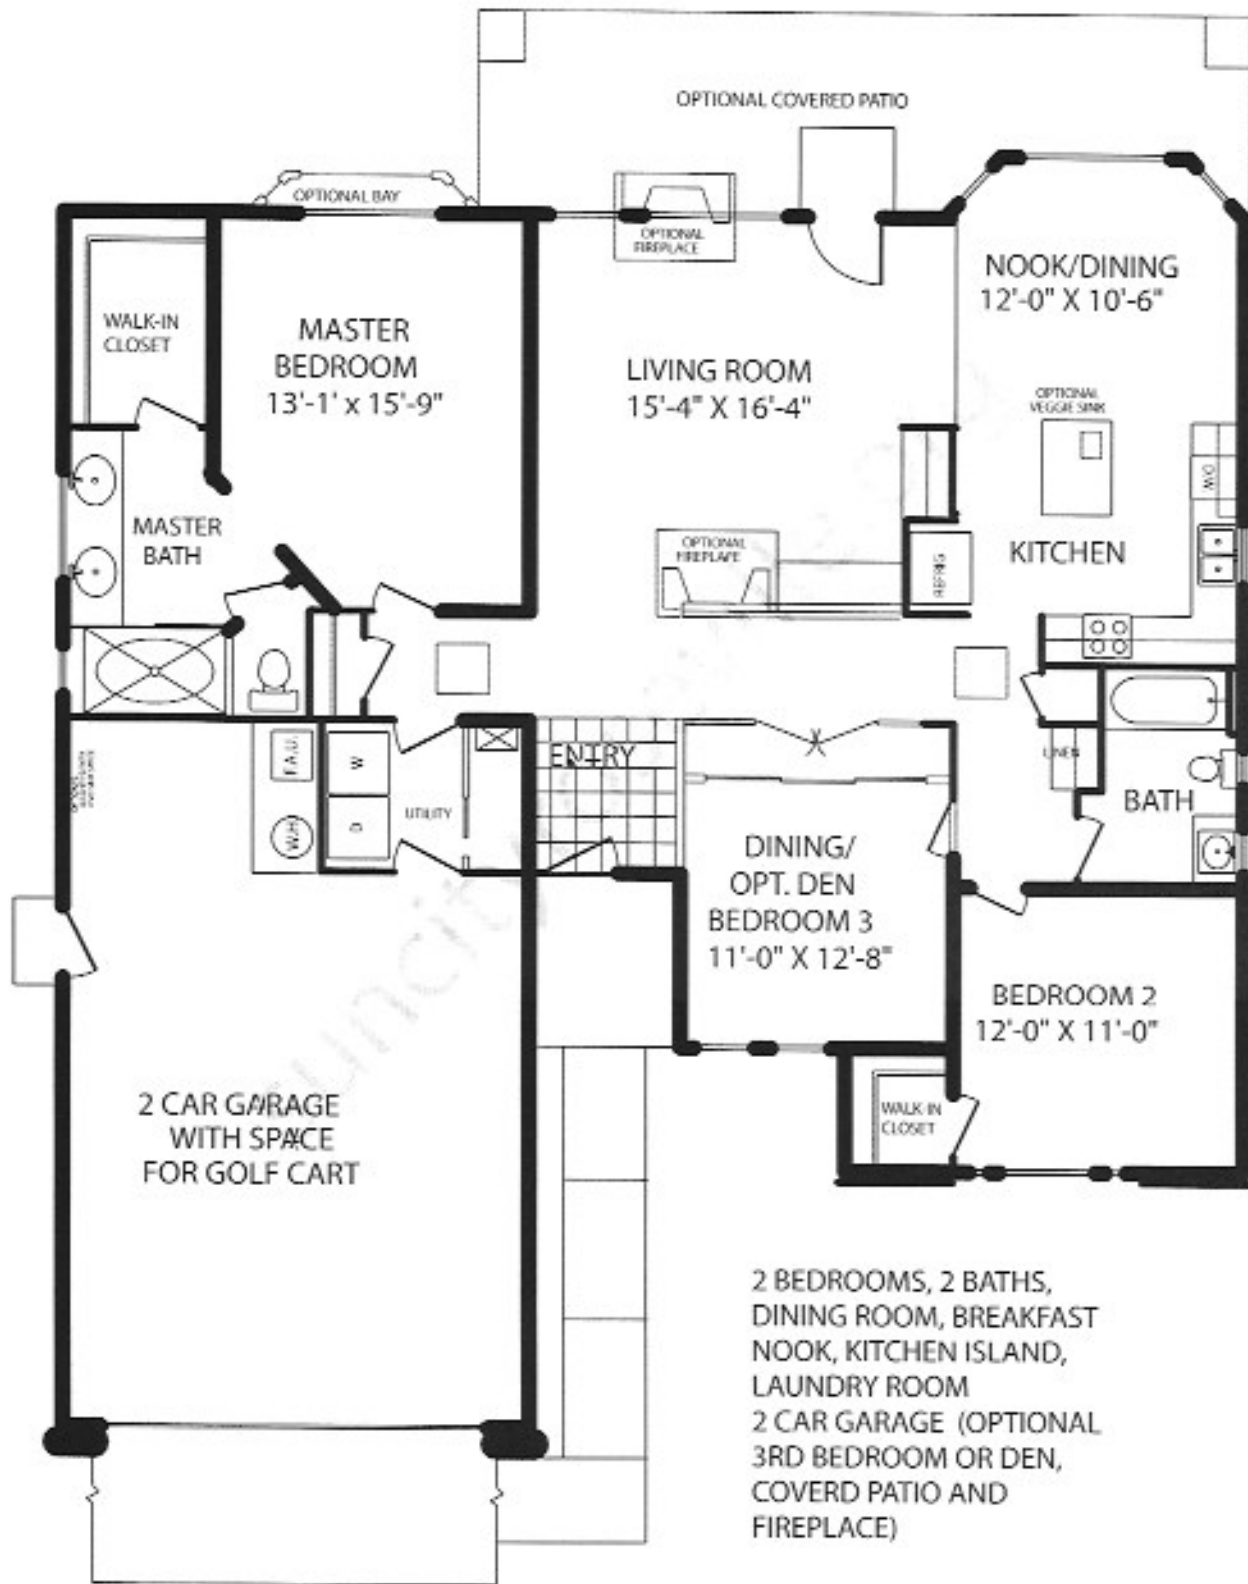 OPTIONAL COVERED PATIO
OPTIONAL BAY
OPTIONAL
FIREPLACE
NOOK/DINING
12'-0" X 10'-6"
WALK-IN
CLOSET
MASTER
BEDROOM
13'-1' x 15'-9"
LIVING ROOM
15'-4" X 16'-4"
OPTIONAL
VEGGIE SINK
D/W
MASTER
BATH
OPTIONAL
FIREPLAFE
REFRIG
KITCHEN
F.A.U.
W
ENTRY
LINEN
BATH
W.H
D
UTILITY
DINING/
OPT. DEN
BEDROOM 3
11'-0" X 12'-8"
BEDROOM 2
12'-0" X 11'-0"
2 CAR GARAGE
WITH SPACE
FOR GOLF CART
WALK-IN
CLOSET
2 BEDROOMS, 2 BATHS,
DINING ROOM, BREAKFAST
NOOK, KITCHEN ISLAND,
LAUNDRY ROOM
2 CAR GARAGE (OPTIONAL
3RD BEDROOM OR DEN,
COVERD PATIO AND
FIREPLACE)